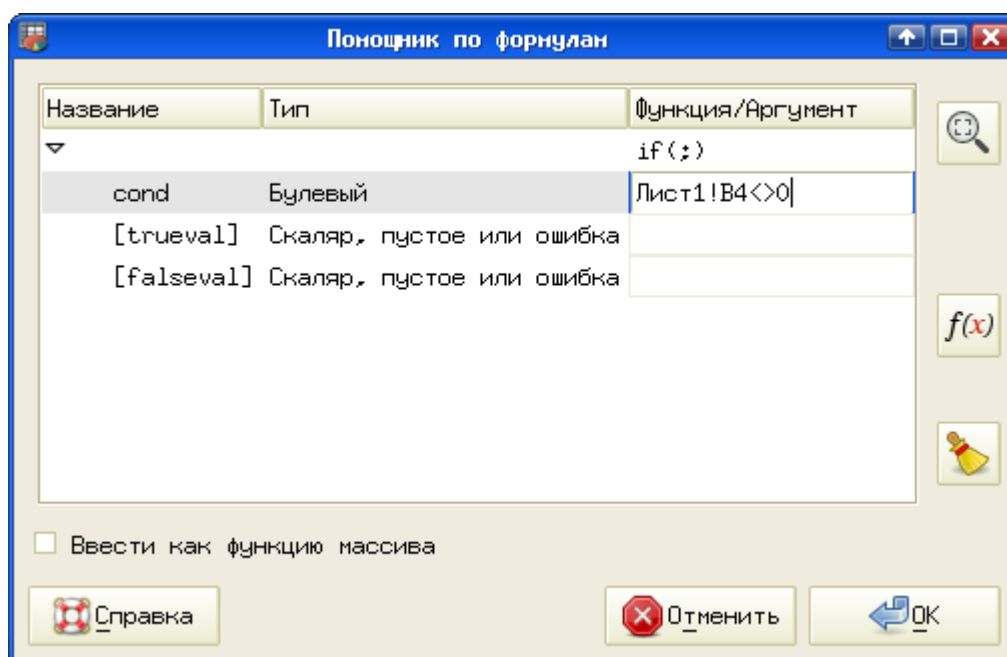 Помощник по формулам
Название Тип Функция/Аргумент
if(;)
cond Булевый Лист1!B4<>0
[trueval] Скаляр, пустое или ошибка
[falseval] Скаляр, пустое или ошибка
f(x)
Ввести как функцию массива
Справка Отменить OK